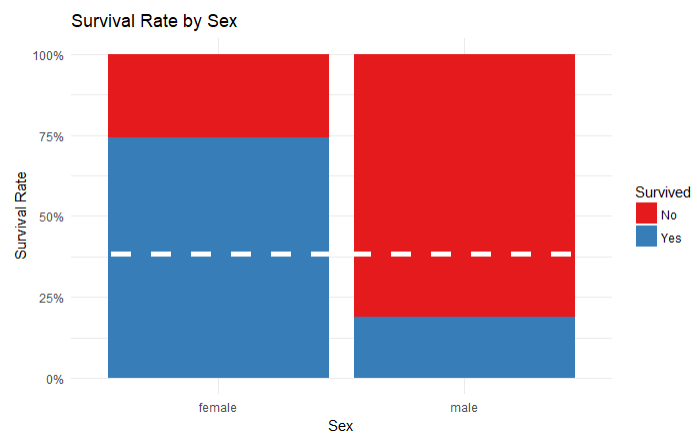 Survival Rate by Sex
100%
75%
50%
25%
0%
Survival Rate
female
male
Sex
Survived
No
Yes